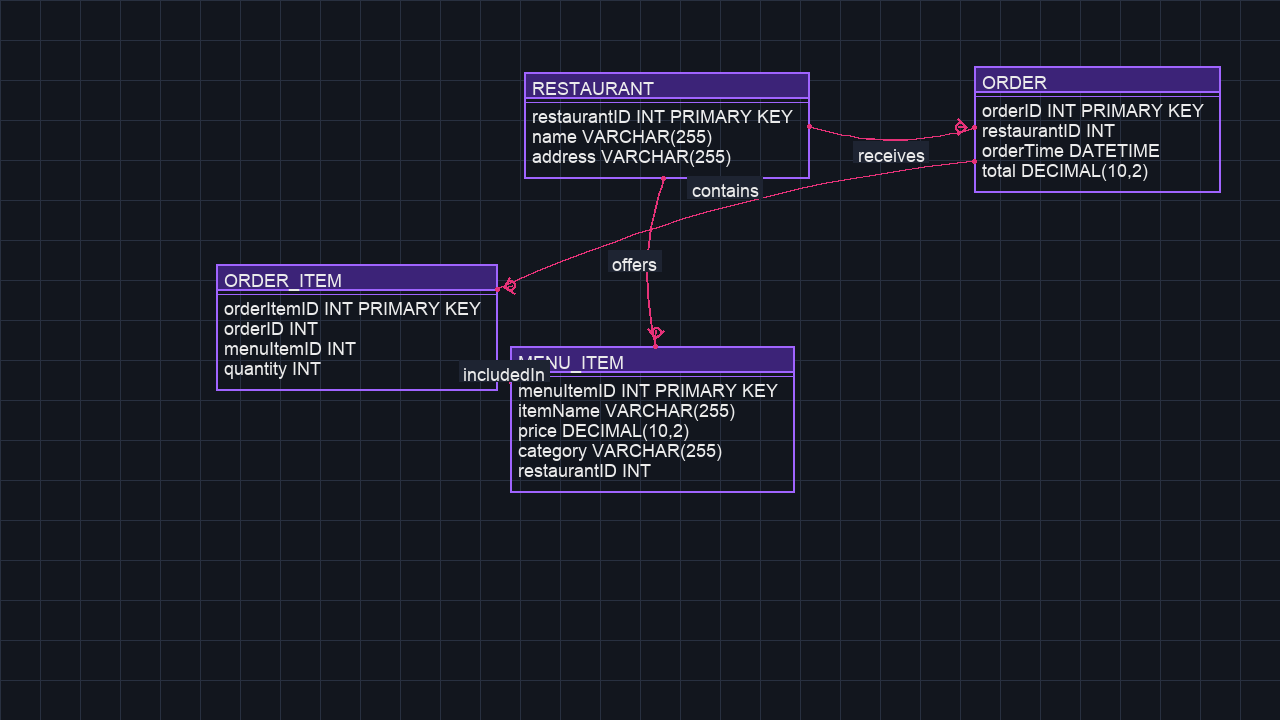 RESTAURANT
restaurantID INT PRIMARY KEY
name VARCHAR(255)
address VARCHAR(255)
ORDER
orderID INT PRIMARY KEY
restaurantID INT
orderTime DATETIME
total DECIMAL(10,2)
receives
contains
offers
ORDER_ITEM
orderItemID INT PRIMARY KEY
orderID INT
menuItemID INT
quantity INT
includedIn
MENU_ITEM
menuItemID INT PRIMARY KEY
itemName VARCHAR(255)
price DECIMAL(10,2)
category VARCHAR(255)
restaurantID INT